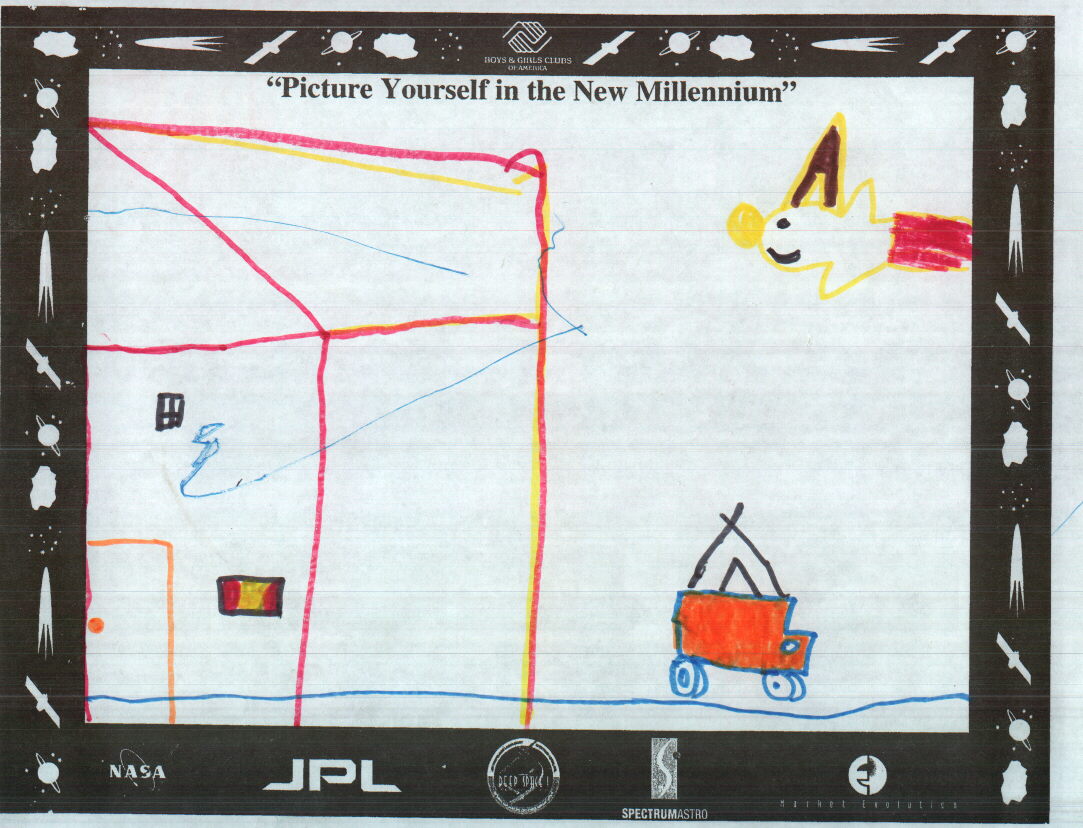 BOYS & GIRLS CLUBS
OF AMERICA
“Picture Yourself in the New Millennium”
NASA
JPL
DEEP SPACE 1
SPECTRUMASTRO
Market Evolution